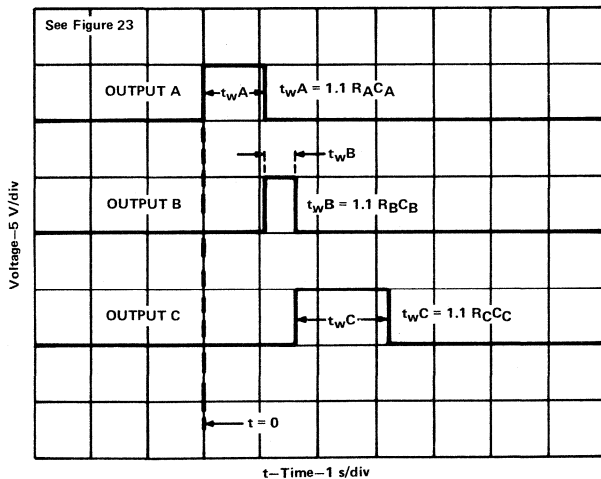 See Figure 23
OUTPUT A
twA
twA = 1.1 RACA
twB
OUTPUT B
twB = 1.1 RBCB
OUTPUT C
twC
twC = 1.1 RCCC
t = 0
Voltage—5 V/div
t—Time—1 s/div